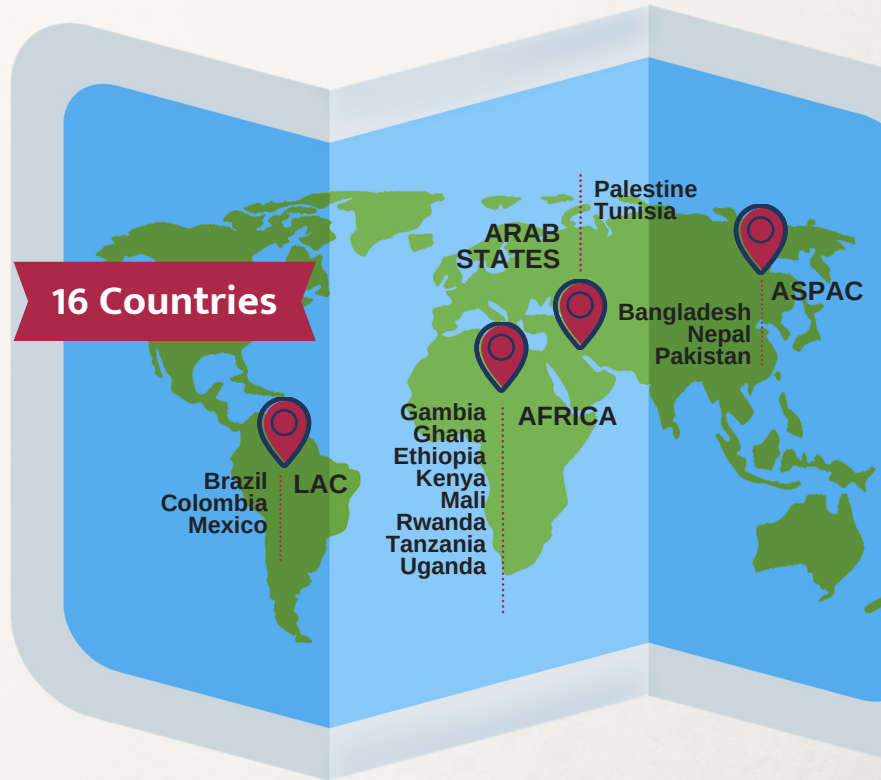 16 Countries
LAC
Brazil
Colombia
Mexico
AFRICA
Gambia
Ghana
Ethiopia
Kenya
Mali
Rwanda
Tanzania
Uganda
ARAB
STATES
Palestine
Tunisia
ASPAC
Bangladesh
Nepal
Pakistan